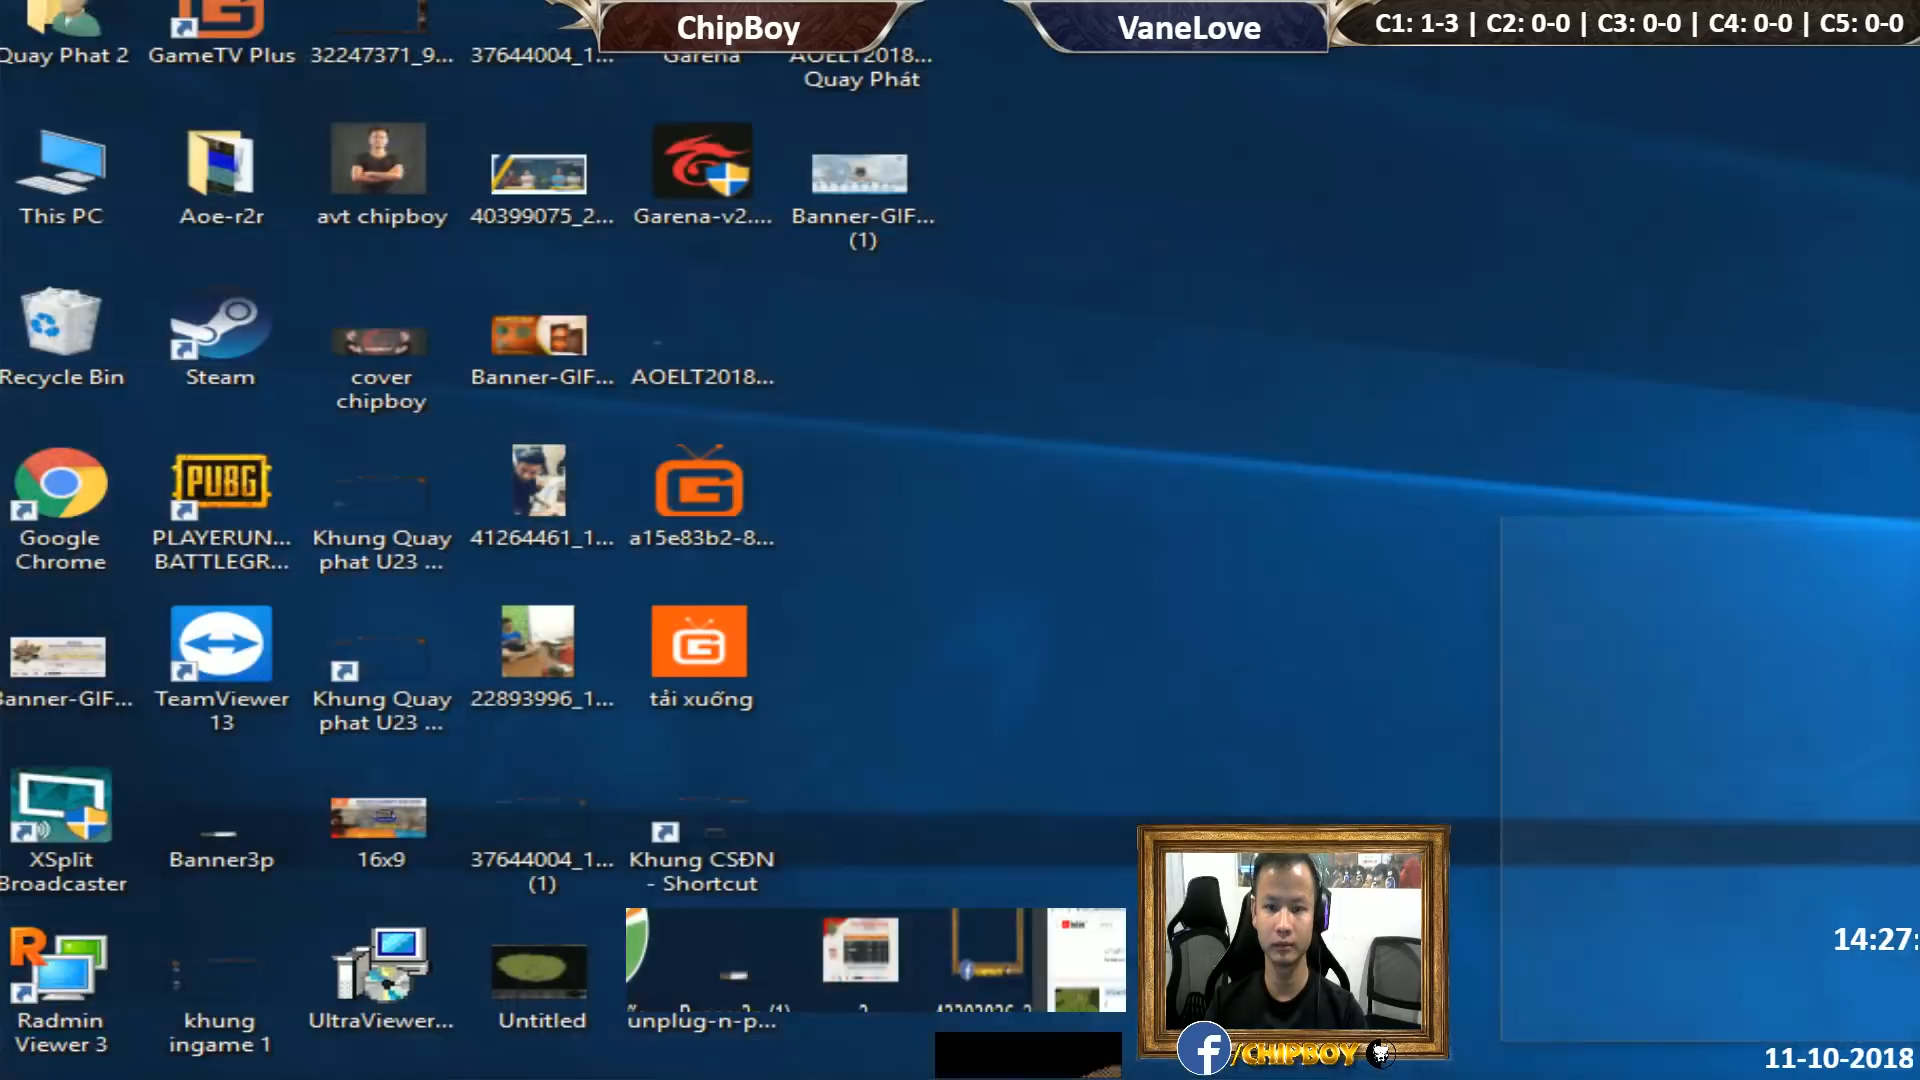 ChipBoy
VaneLove
C1: 1-3 | C2: 0-0 | C3: 0-0 | C4: 0-0 | C5: 0-0
Quay Phat 2
GameTV Plus
32247371_9...
37644004_1...
Garena
AOELT2018...
Quay Phát
This PC
Aoe-r2r
avt chipboy
40399075_2...
Garena-v2....
Banner-GIF...
(1)
Recycle Bin
Steam
cover
chipboy
Banner-GIF...
AOELT2018...
PUBG
Google
Chrome
PLAYERUN...
BATTLEGR...
Khung Quay
phat U23 ...
41264461_1...
a15e83b2-8...
Banner-GIF...
TeamViewer
13
Khung Quay
phat U23 ...
22893996_1...
tải xuống
XSplit
Broadcaster
Banner3p
16x9
37644004_1...
(1)
Khung CSĐN
- Shortcut
Radmin
Viewer 3
khung
ingame 1
UltraViewer...
Untitled
unplug-n-p...
/CHIPBOY
14:27:
11-10-2018